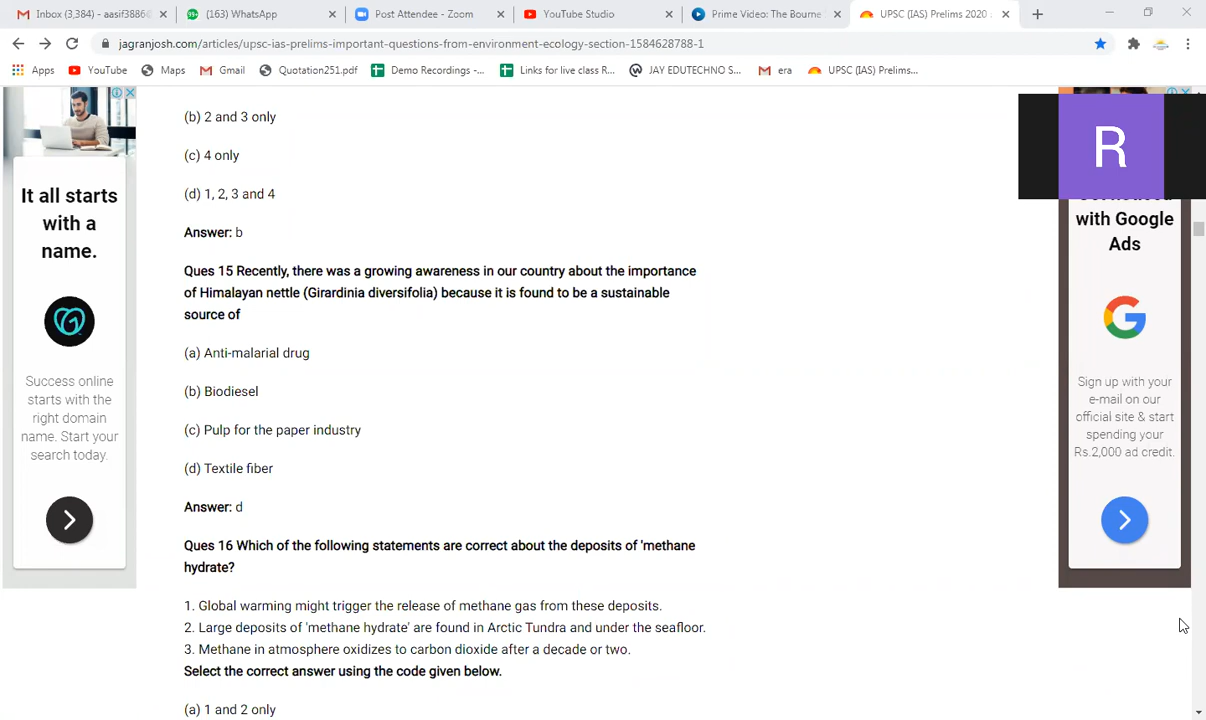 Inbox (3,384) - aasif3886@
(163) WhatsApp
Post Attendee - Zoom
YouTube Studio
Prime Video: The Bourne
UPSC (IAS) Prelims 2020
jagranjosh.com/articles/upsc-ias-prelims-important-questions-from-environment-ecology-section-1584628788-1
Apps
YouTube
Maps
Gmail
Quotation251.pdf
Demo Recordings -...
Links for live class R...
JAY EDUTECHNO S...
era
UPSC (IAS) Prelims...
It all starts
with a
name.
Success online
starts with the
right domain
name. Start your
search today.
(b) 2 and 3 only
(c) 4 only
(d) 1, 2, 3 and 4
Answer: b
Ques 15 Recently, there was a growing awareness in our country about the importance
of Himalayan nettle (Girardinia diversifolia) because it is found to be a sustainable
source of
(a) Anti-malarial drug
(b) Biodiesel
(c) Pulp for the paper industry
(d) Textile fiber
Answer: d
Ques 16 Which of the following statements are correct about the deposits of 'methane
hydrate?
1. Global warming might trigger the release of methane gas from these deposits.
2. Large deposits of 'methane hydrate' are found in Arctic Tundra and under the seafloor.
3. Methane in atmosphere oxidizes to carbon dioxide after a decade or two.
Select the correct answer using the code given below.
(a) 1 and 2 only
R
with Google
Ads
G
Sign up with your
e-mail on our
official site & start
spending your
Rs.2,000 ad credit.